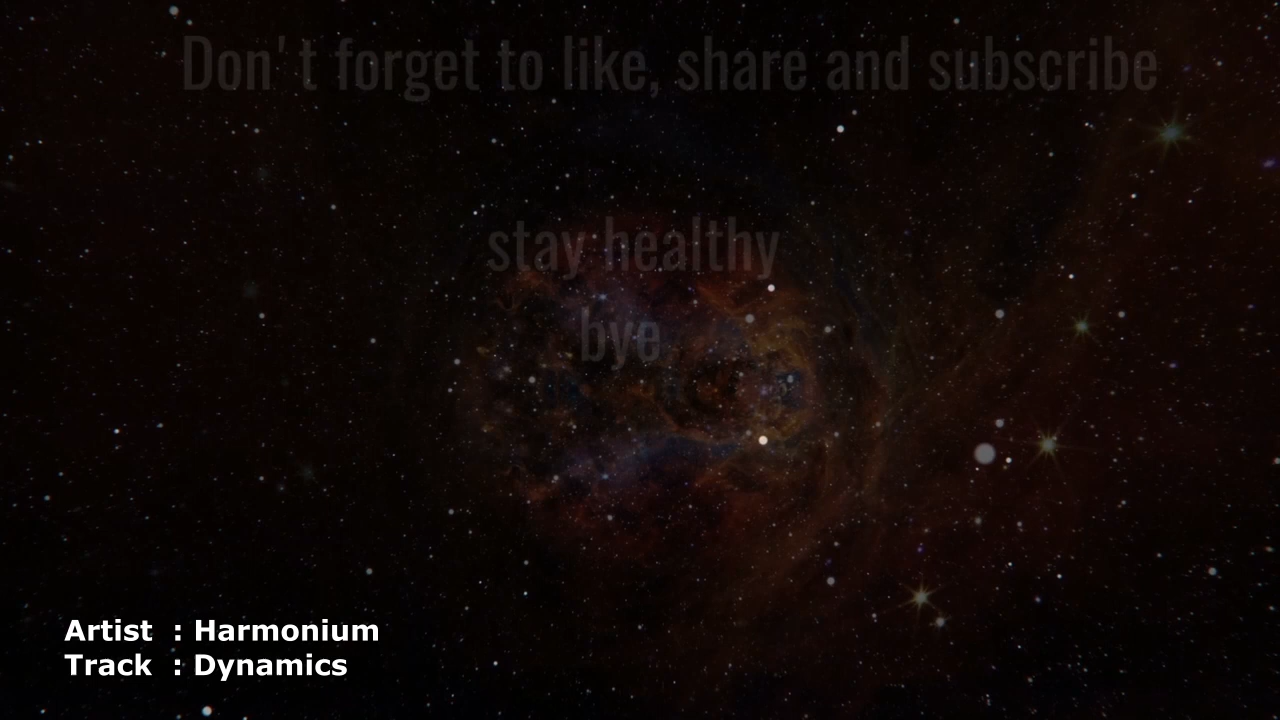 Don't forget to like, share and subscribe
stay healthy
bye
Artist : Harmonium
Track : Dynamics